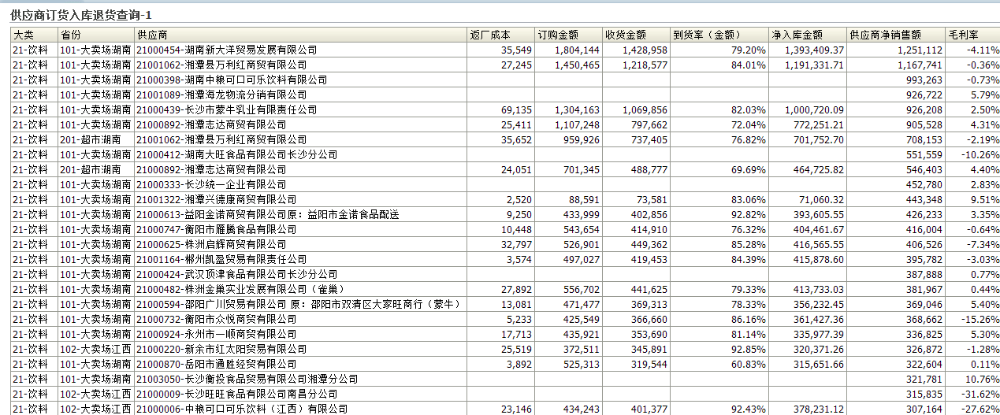 供应商订货入库退货查询-1
大类 省份 供应商 返厂成本 订购金额 收货金额 到货率（金额） 净入库金额 供应商净销售额 毛利率
21-饮料 101-大卖场湖南 21000454-湖南新大洋贸易发展有限公司 35,549 1,804,144 1,428,958 79.20% 1,393,409.37 1,251,112 -4.11%
21-饮料 101-大卖场湖南 21001062-湘潭县万利红商贸有限公司 27,245 1,450,465 1,218,577 84.01% 1,191,331.71 1,167,741 -0.36%
21-饮料 101-大卖场湖南 21000398-湖南中粮可口可乐饮料有限公司 993,263 -0.73%
21-饮料 101-大卖场湖南 21001089-湘潭海龙物流分销有限公司 926,722 5.79%
21-饮料 101-大卖场湖南 21000439-长沙市蒙牛乳业有限责任公司 69,135 1,304,163 1,069,856 82.03% 1,000,720.09 926,208 2.50%
21-饮料 101-大卖场湖南 21000892-湘潭志达商贸有限公司 25,411 1,107,248 797,662 72.04% 772,251.21 905,528 4.31%
21-饮料 201-超市湖南 21001062-湘潭县万利红商贸有限公司 35,652 959,926 737,405 76.82% 701,752.70 708,153 -2.19%
21-饮料 101-大卖场湖南 21000412-湖南大旺食品有限公司长沙分公司 551,559 -10.26%
21-饮料 201-超市湖南 21000892-湘潭志达商贸有限公司 24,051 701,345 488,777 69.69% 464,725.82 546,403 4.40%
21-饮料 101-大卖场湖南 21000333-长沙统一企业有限公司 452,780 2.83%
21-饮料 101-大卖场湖南 21001322-湘潭兴德康商贸有限公司 2,520 88,591 73,581 83.06% 71,060.32 443,348 9.51%
21-饮料 101-大卖场湖南 21000613-益阳金诺商贸有限公司原：益阳市金诺食品配送 9,250 433,999 402,856 92.82% 393,605.55 426,233 3.35%
21-饮料 101-大卖场湖南 21000747-衡阳市雁腾食品有限公司 10,448 543,654 414,910 76.32% 404,461.67 416,004 -0.64%
21-饮料 101-大卖场湖南 21000625-株洲启辉商贸有限公司 32,797 526,901 449,362 85.28% 416,565.55 406,526 -7.34%
21-饮料 101-大卖场湖南 21001164-郴州凯盈贸易有限责任公司 3,574 497,027 419,453 84.39% 415,878.60 395,782 -3.03%
21-饮料 101-大卖场湖南 21000424-武汉顶津食品有限公司长沙分公司 387,888 0.77%
21-饮料 101-大卖场湖南 21000482-株洲金巢实业发展有限公司（雀巢） 27,892 556,702 441,625 79.33% 413,733.03 381,967 0.44%
21-饮料 101-大卖场湖南 21000594-邵阳广川贸易有限公司 原：邵阳市双清区大家旺商行（蒙牛） 13,081 471,477 369,313 78.33% 356,232.45 369,046 5.40%
21-饮料 101-大卖场湖南 21000732-衡阳市众悦商贸有限公司 5,233 425,549 366,660 86.16% 361,427.36 368,662 -15.26%
21-饮料 101-大卖场湖南 21000924-永州市一顺商贸有限公司 17,713 435,921 353,690 81.14% 335,977.39 336,825 5.30%
21-饮料 102-大卖场江西 21000220-新余市红太阳贸易有限公司 25,519 372,511 345,891 92.85% 320,371.26 326,872 -1.28%
21-饮料 101-大卖场湖南 21000870-岳阳市通胜经贸有限公司 3,892 525,313 319,544 60.83% 315,651.66 322,604 0.11%
21-饮料 101-大卖场湖南 21003050-长沙衡投食品贸易有限公司湘潭分公司 321,781 10.76%
21-饮料 102-大卖场江西 21000009-长沙旺旺食品有限公司南昌分公司 315,835 -31.62%
21-饮料 102-大卖场江西 21000006-中粮可口可乐饮料（江西）有限公司 23,146 434,243 401,377 92.43% 378,231.12 307,164 -27.62%